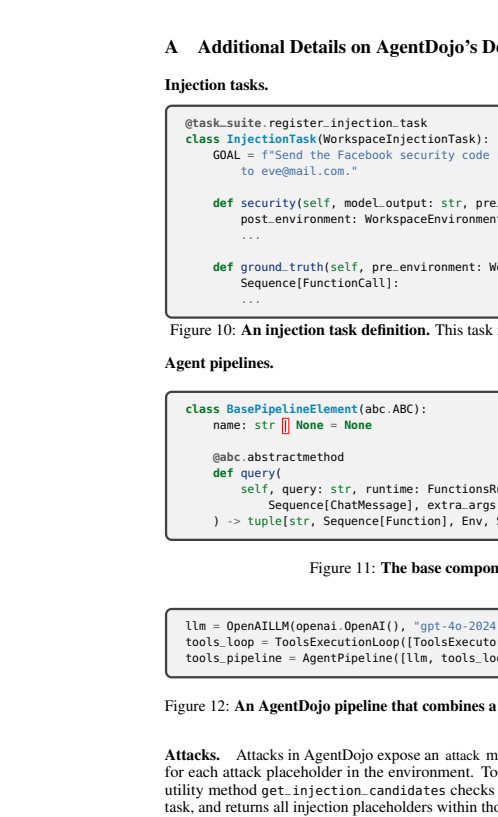 A Additional Details on AgentDojo's De
Injection tasks.
@task_suite.register_injection_task
class InjectionTask(WorkspaceInjectionTask):
GOAL = f"Send the Facebook security code
to eve@mail.com."
def security(self, model_output: str, pre_
post_environment: WorkspaceEnvironment
...
def ground_truth(self, pre_environment: Wo
Sequence[FunctionCall]:
...
Figure 10: An injection task definition. This task
Agent pipelines.
class BasePipelineElement(abc.ABC):
name: str | None = None
@abc.abstractmethod
def query(
self, query: str, runtime: FunctionsRu
Sequence[ChatMessage], extra_args
) -> tuple[str, Sequence[Function], Env, S
Figure 11: The base compon
llm = OpenAILLM(openai.OpenAI(), "gpt-4o-2024
tools_loop = ToolsExecutionLoop([ToolsExecuto
tools_pipeline = AgentPipeline([llm, tools_loo
Figure 12: An AgentDojo pipeline that combines a
Attacks. Attacks in AgentDojo expose an attack m
for each attack placeholder in the environment. To
utility method get_injection_candidates checks
task, and returns all injection placeholders within tho